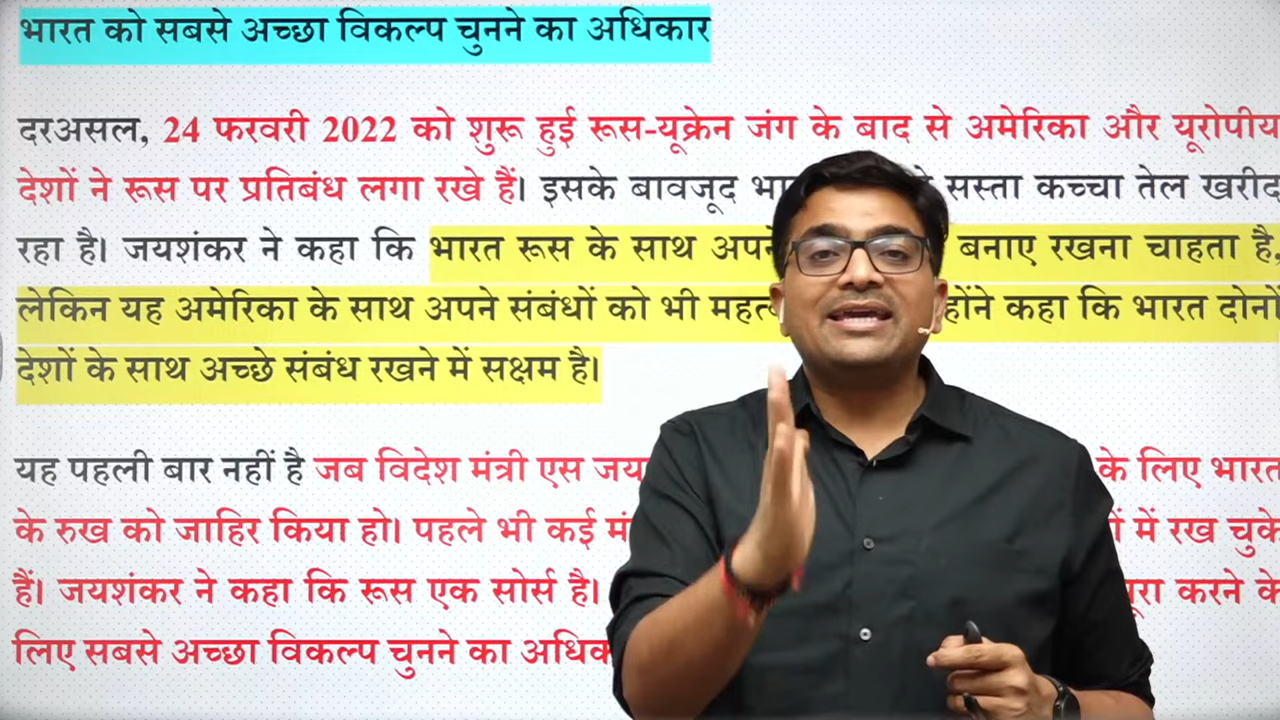 भारत को सबसे अच्छा विकल्प चुनने का अधिकार
दरअसल, 24 फरवरी 2022 को शुरू हुई रूस-यूक्रेन जंग के बाद से अमेरिका और यूरोपीय
देशों ने रूस पर प्रतिबंध लगा रखे हैं। इसके बावजूद सस्ता कच्चा तेल खरीद
रहा है। जयशंकर ने कहा कि भारत रूस के साथ बनाए रखना चाहता है,
लेकिन यह अमेरिका के साथ अपने संबंधों को भी कहा कि भारत दोनों
देशों के साथ अच्छे संबंध रखने में सक्षम है।
यह पहली बार नहीं है जब विदेश मंत्री एस के लिए भारत
के रुख को जाहिर किया हो। पहले भी कई में रख चुके
हैं। जयशंकर ने कहा कि रूस एक सोर्स है। करने के
लिए सबसे अच्छा विकल्प चुनने का